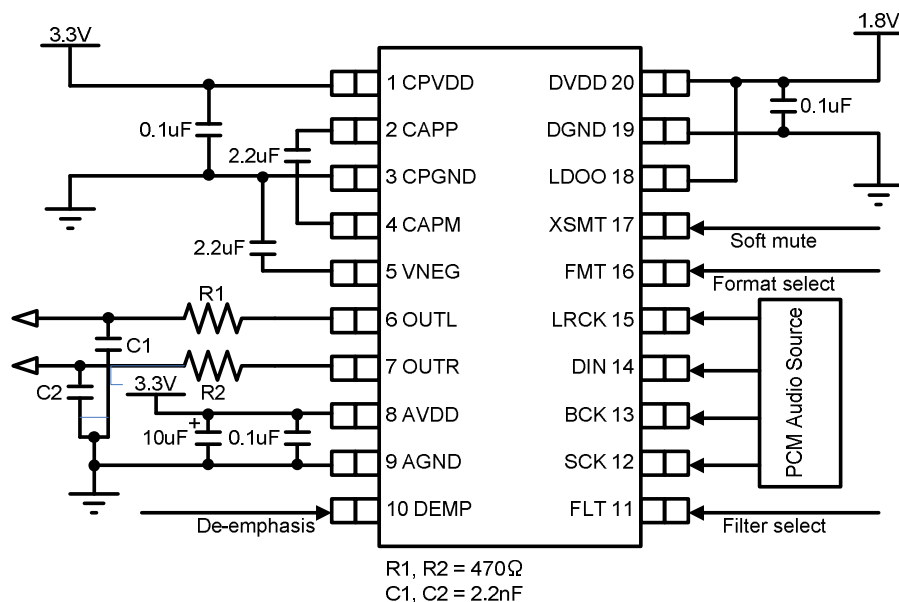 3.3V
1.8V
1 CPVDD
DVDD 20
0.1uF
0.1uF
2 CAPP
DGND 19
2.2uF
3 CPGND
LDOO 18
4 CAPM
XSMT 17
Soft mute
2.2uF
5 VNEG
FMT 16
Format select
R1
6 OUTL
LRCK 15
C1
7 OUTR
DIN 14
C2
R2
3.3V
8 AVDD
BCK 13
PCM Audio Source
10uF
+
0.1uF
9 AGND
SCK 12
10 DEMP
FLT 11
De-emphasis
Filter select
R1, R2 = 470Ω
C1, C2 = 2.2nF